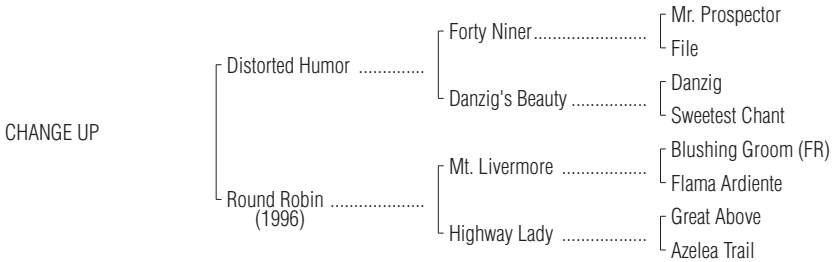 Mr. Prospector
Forty Niner.......................
File
Distorted Humor ..............
Danzig
Danzig's Beauty ................
Sweetest Chant
CHANGE UP
Blushing Groom (FR)
Mt. Livermore ..................
Flama Ardiente
Round Robin ....................
(1996)
Great Above
Highway Lady ..................
Azelea Trail